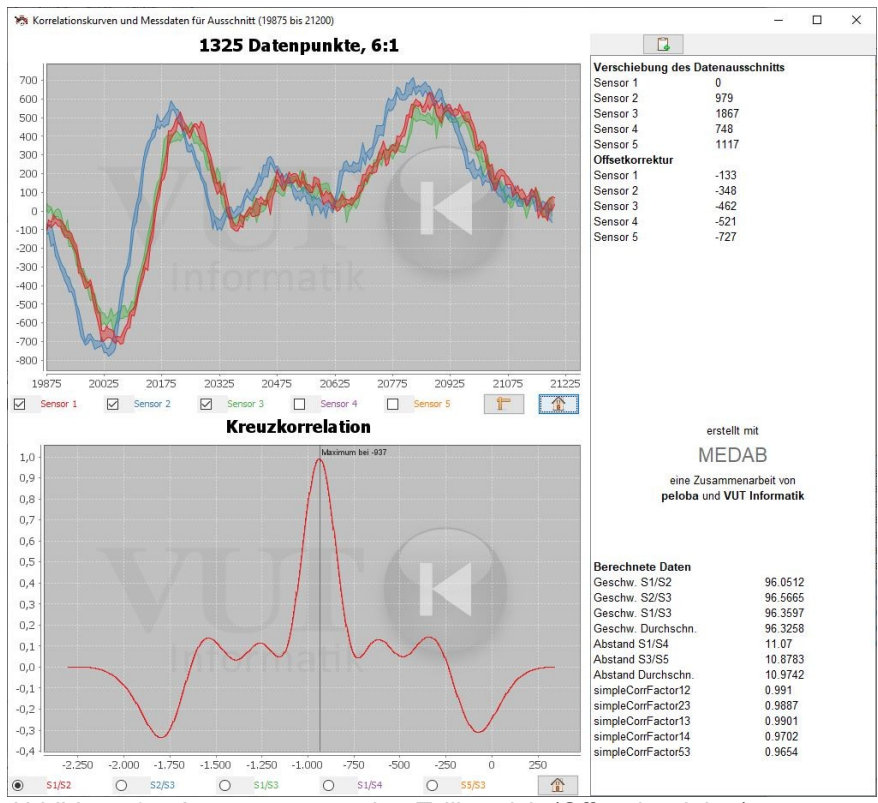 Korrelationskurven und Messdaten für Ausschnitt (19875 bis 21200)
1325 Datenpunkte, 6:1
700
600
500
400
300
200
100
0
-100
-200
-300
-400
-500
-600
-700
-800
19875 20025 20175 20325 20475 20625 20775 20925 21075 21225
VUT
Informatik
Sensor 1 Sensor 2 Sensor 3 Sensor 4 Sensor 5
Kreuzkorrelation
Maximum bei -937
1,0
0,9
0,8
0,7
0,6
0,5
0,4
0,3
0,2
0,1
0,0
-0,1
-0,2
-0,3
-0,4
-2.250 -2.000 -1.750 -1.500 -1.250 -1.000 -750 -500 -250 0 250
VUT
Informatik
S1/S2 S2/S3 S1/S3 S1/S4 S5/S3
Verschiebung des Datenausschnitts
Sensor 1 0
Sensor 2 979
Sensor 3 1867
Sensor 4 748
Sensor 5 1117
Offsetkorrektur
Sensor 1 -133
Sensor 2 -348
Sensor 3 -462
Sensor 4 -521
Sensor 5 -727
erstellt mit
MEDAB
eine Zusammenarbeit von
peloba und VUT Informatik
Berechnete Daten
Geschw. S1/S2 96.0512
Geschw. S2/S3 96.5665
Geschw. S1/S3 96.3597
Geschw. Durchschn. 96.3258
Abstand S1/S4 11.07
Abstand S3/S5 10.8783
Abstand Durchschn. 10.9742
simpleCorrFactor12 0.991
simpleCorrFactor23 0.9887
simpleCorrFactor13 0.9901
simpleCorrFactor14 0.9702
simpleCorrFactor53 0.9654